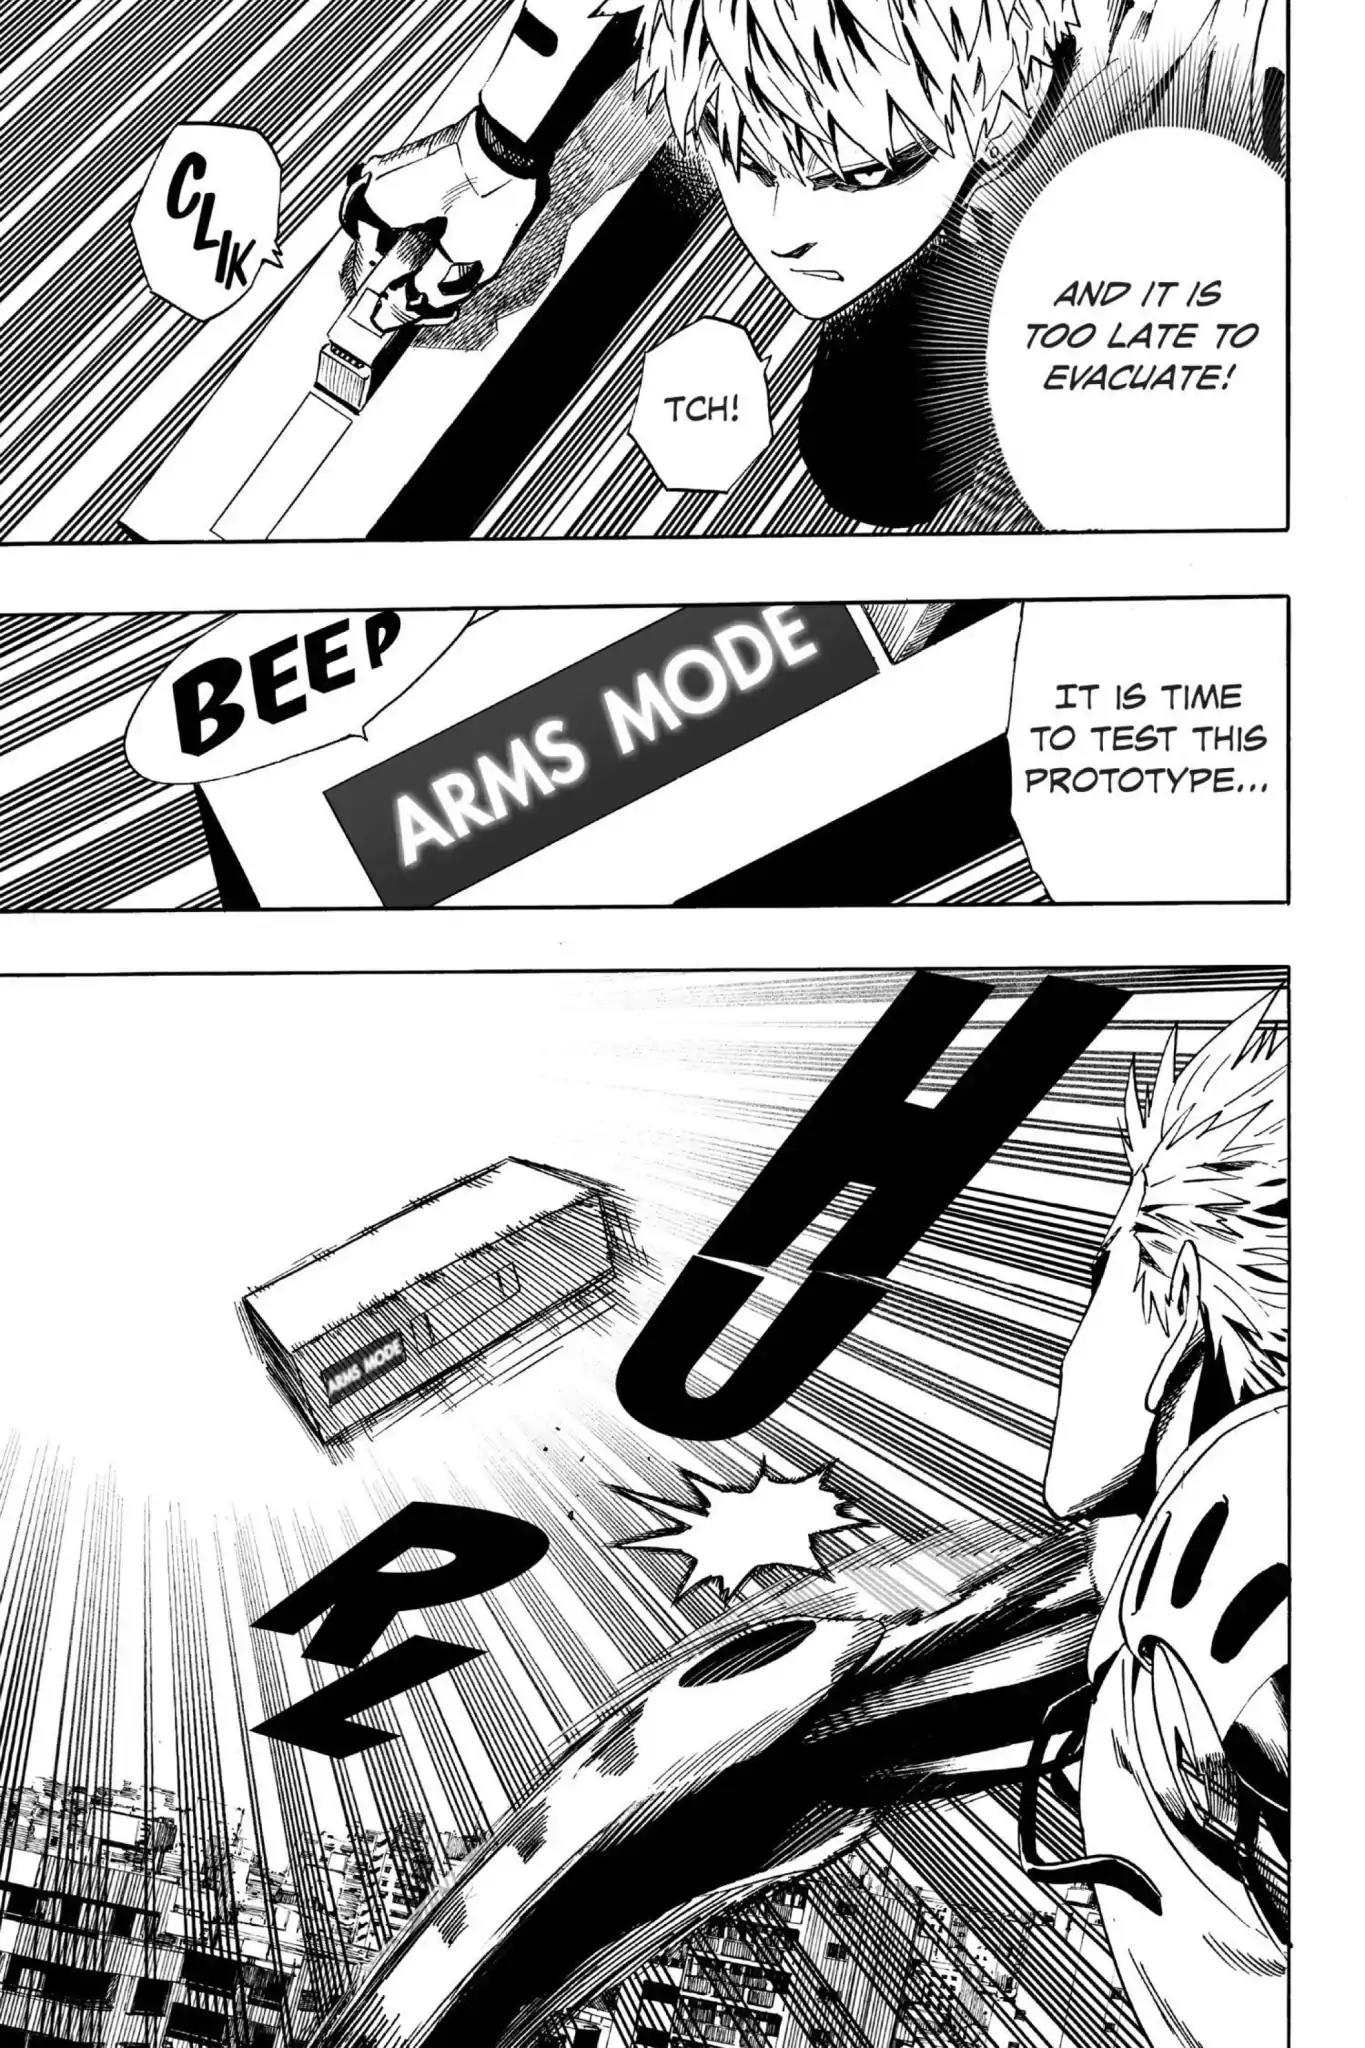 AND IT IS
TOO LATE TO
EVACUATE!
TCH!
CLIK
IT IS TIME
TO TEST THIS
PROTOTYPE...
ARMS MODE
BEEP
HURL
ARMS MODE